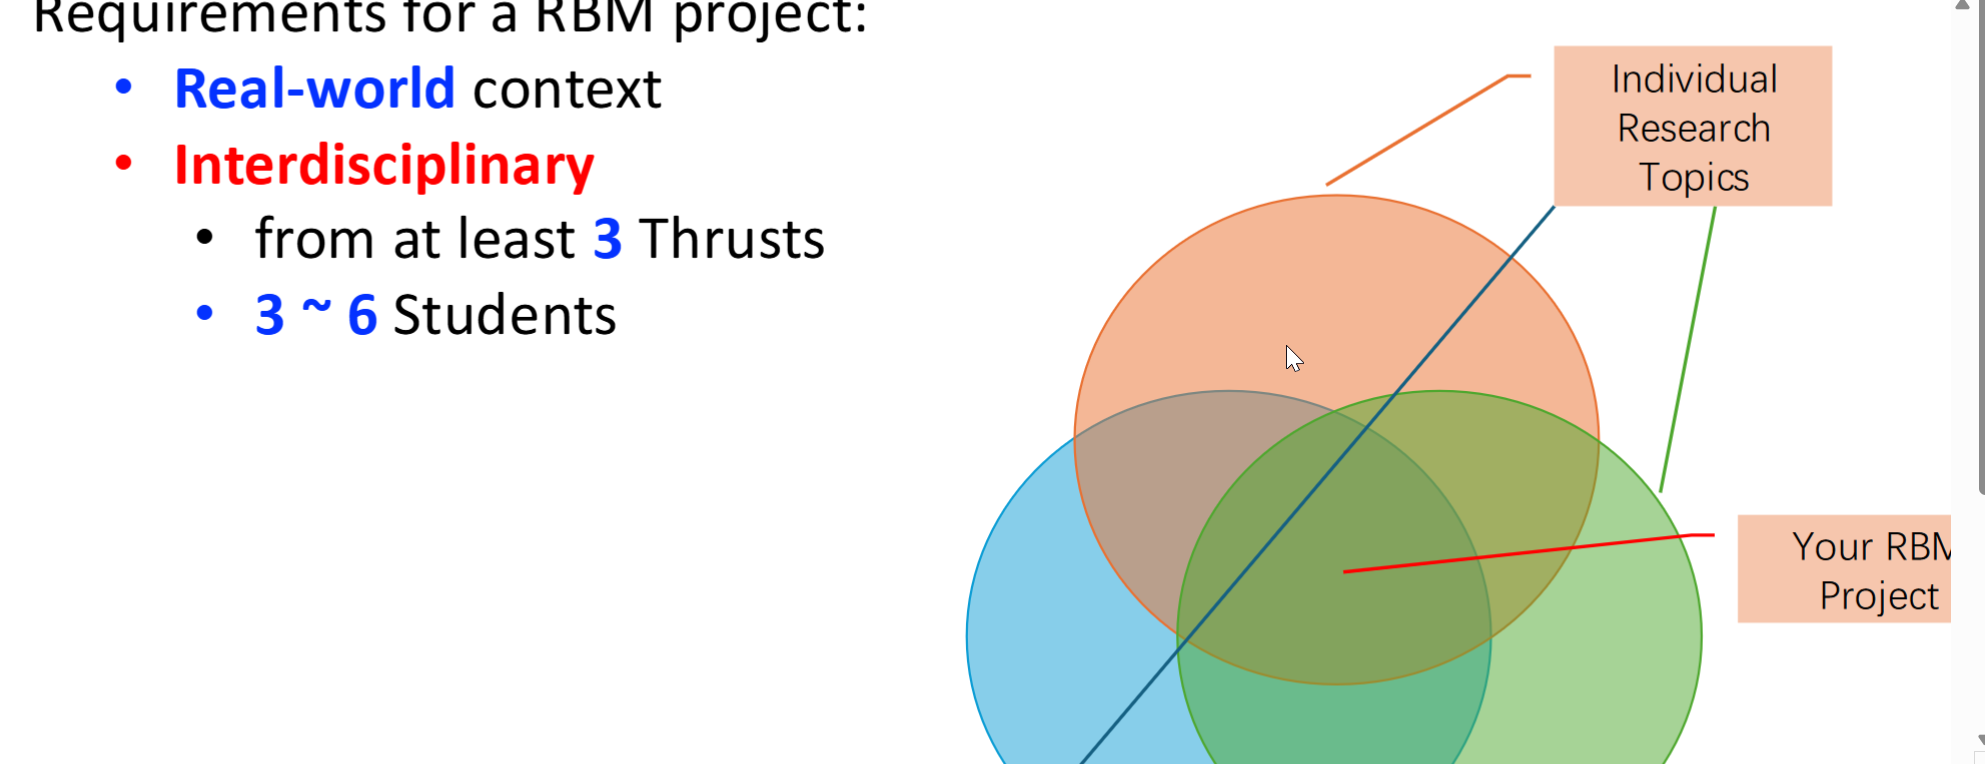 Requirements for a RBM project:
• Real-world context
• Interdisciplinary
• from at least 3 Thrusts
• 3 ~ 6 Students
Individual
Research
Topics
Your RBM
Project